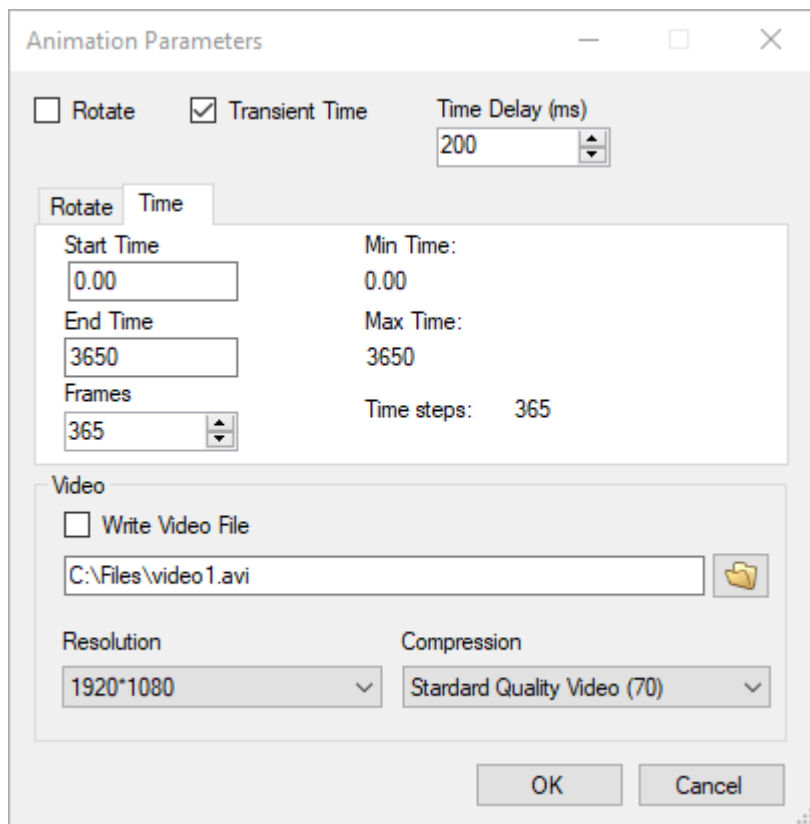 Animation Parameters
Rotate Transient Time Time Delay (ms)
200
Rotate Time
Start Time Min Time:
0.00 0.00
End Time Max Time:
3650 3650
Frames
365 Time steps: 365
Video
Write Video File
C:\Files\video1.avi
Resolution Compression
1920*1080 Stardard Quality Video (70)
OK Cancel